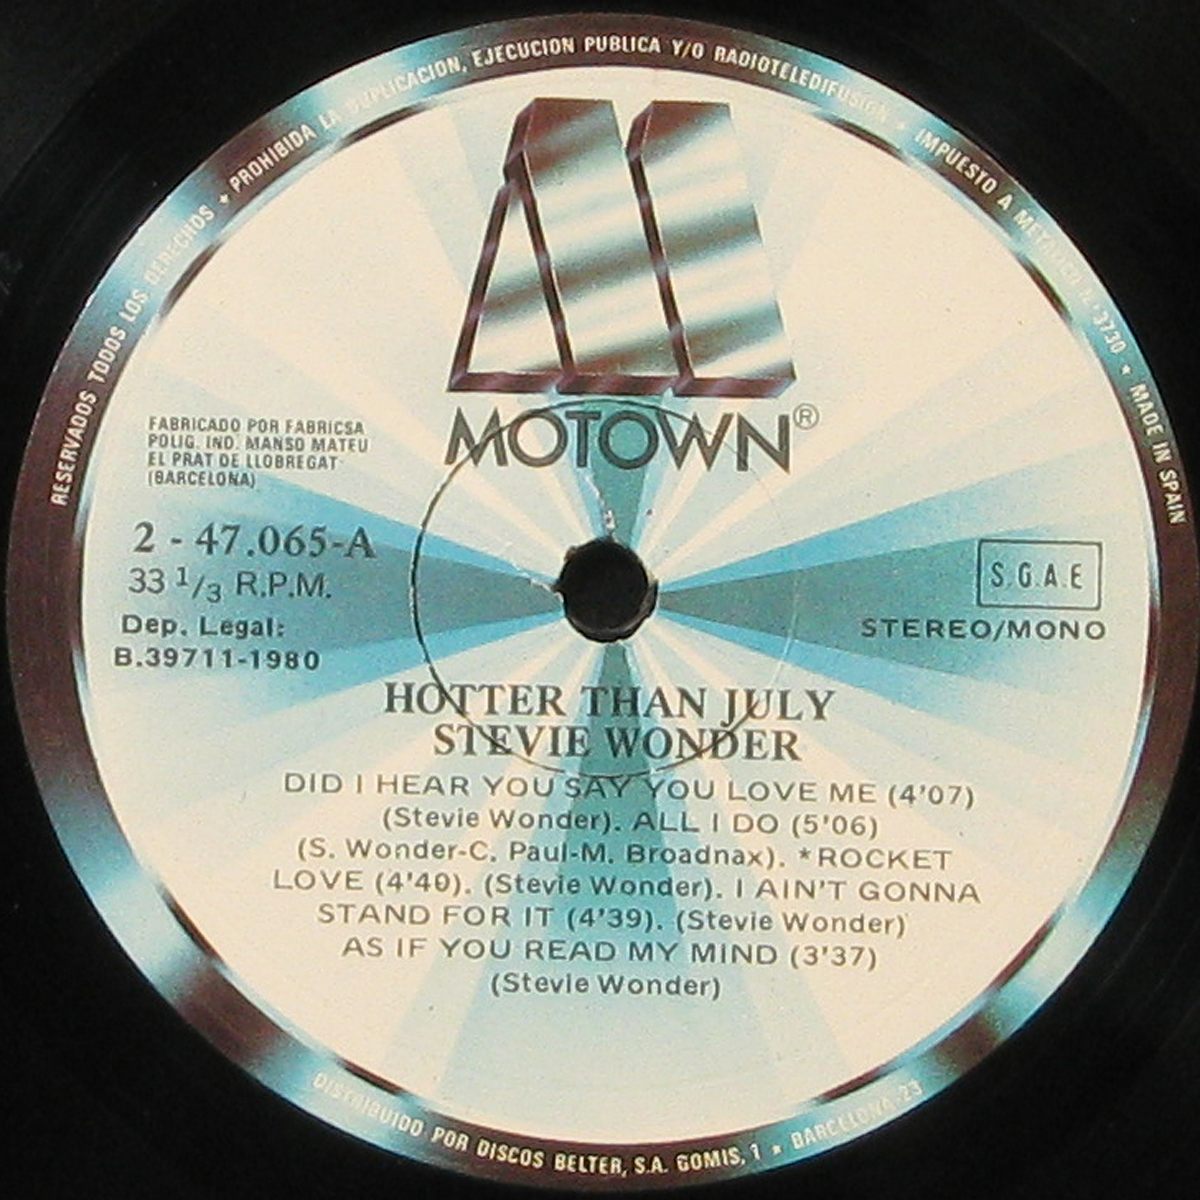 RESERVADOS TODOS LOS DERECHOS * PROHIBIDA LA DUPLICACION, EJECUCION PUBLICA Y/O RADIOTELEDIFUSION * IMPUESTO A METALICO 2-3730 * MADE IN SPAIN
MOTOWN®
FABRICADO POR FABRICSA
POLIG. IND. MANSO MATEU
EL PRAT DE LLOBREGAT
(BARCELONA)
2 - 47.065-A
33 1/3 R.P.M.
Dep. Legal:
B.39711-1980
S.G.A.E
STEREO/MONO
HOTTER THAN JULY
STEVIE WONDER
DID I HEAR YOU SAY YOU LOVE ME (4'07)
(Stevie Wonder). ALL I DO (5'06)
(S. Wonder-C. Paul-M. Broadnax). *ROCKET
LOVE (4'40). (Stevie Wonder). I AIN'T GONNA
STAND FOR IT (4'39). (Stevie Wonder)
AS IF YOU READ MY MIND (3'37)
(Stevie Wonder)
DISTRIBUIDO POR DISCOS BELTER, S.A. GOMIS, 1 * BARCELONA-23